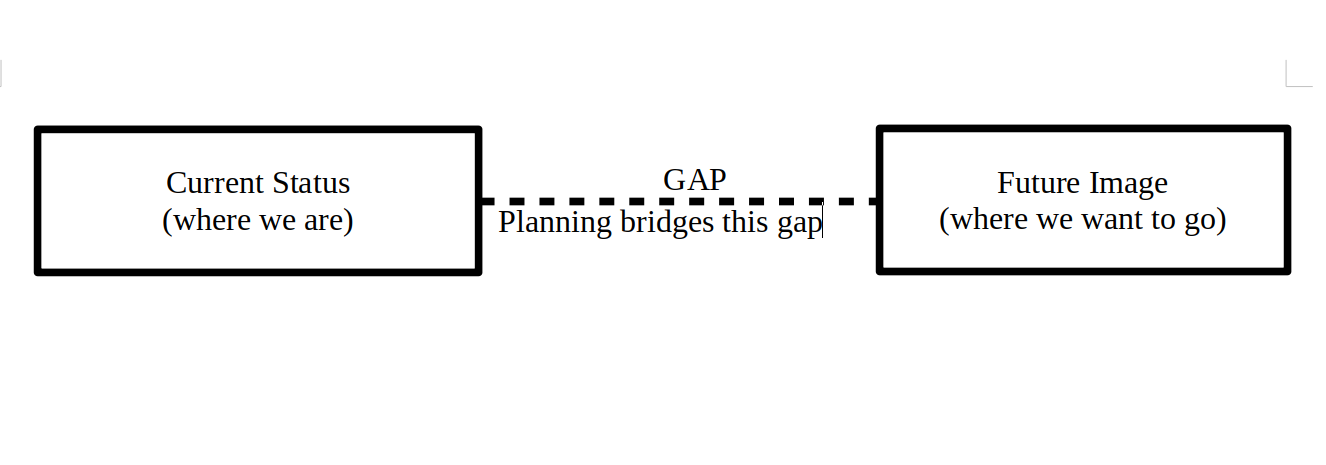 Current Status
(where we are)
GAP
Planning bridges this gap
Future Image
(where we want to go)